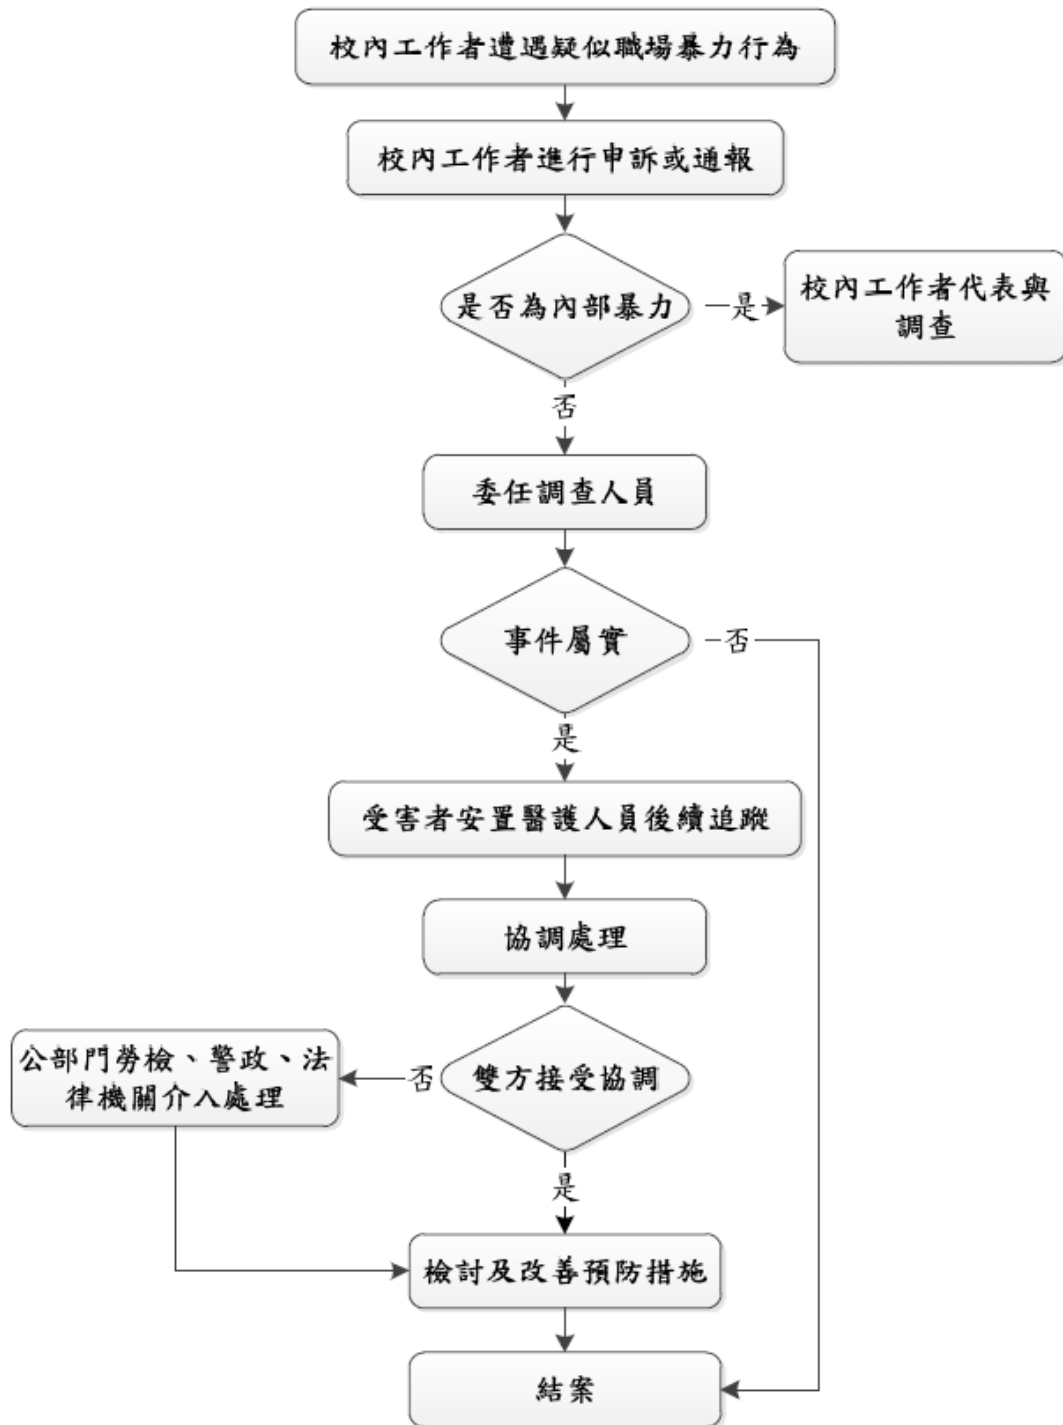 校內工作者遭遇疑似職場暴力行為
校內工作者進行申訴或通報
是否為內部暴力
是
校內工作者代表與
調查
否
委任調查人員
事件屬實
否
是
受害者安置醫護人員後續追蹤
協調處理
公部門勞檢、警政、法
律機關介入處理
否
雙方接受協調
是
檢討及改善預防措施
結案